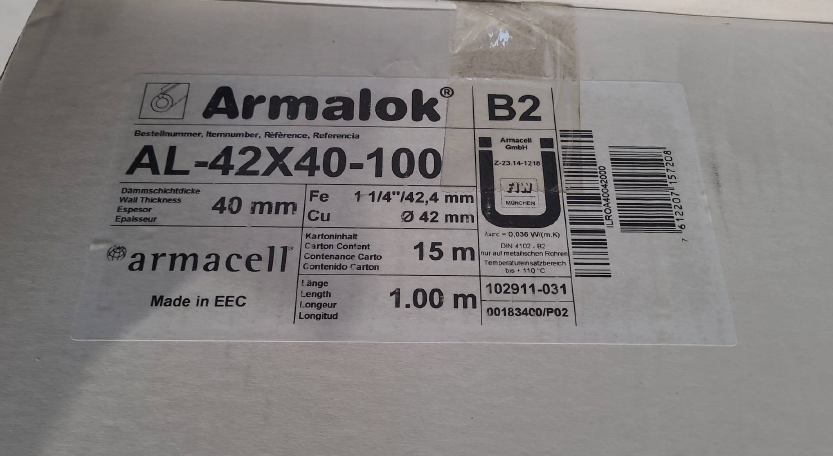 Armalok®
B2
Bestellnummer, Itemnumber, Référence, Referencia
AL-42X40-100
Dämmschichtdicke
Wall Thickness
Espesor
Epaisseur
40 mm
Fe 1 1/4"/42,4 mm
Cu Ø 42 mm
Armacell
GmbH
Z-23.14-1218
FIW
MÜNCHEN
armacell
Made in EEC
Kartoninhalt
Carton Content
Contenance Carto
Contenido Carton
15 m
Länge
Length
Longeur
Longitud
1.00 m
= 0,036 W/(m.K)
DIN 4102 - B2
nur auf metallischen Rohren
Temperatureinsatzbereich
bis + 110 °C
102911-031
00183400/P02
ILROA40042000
7 612207 157208